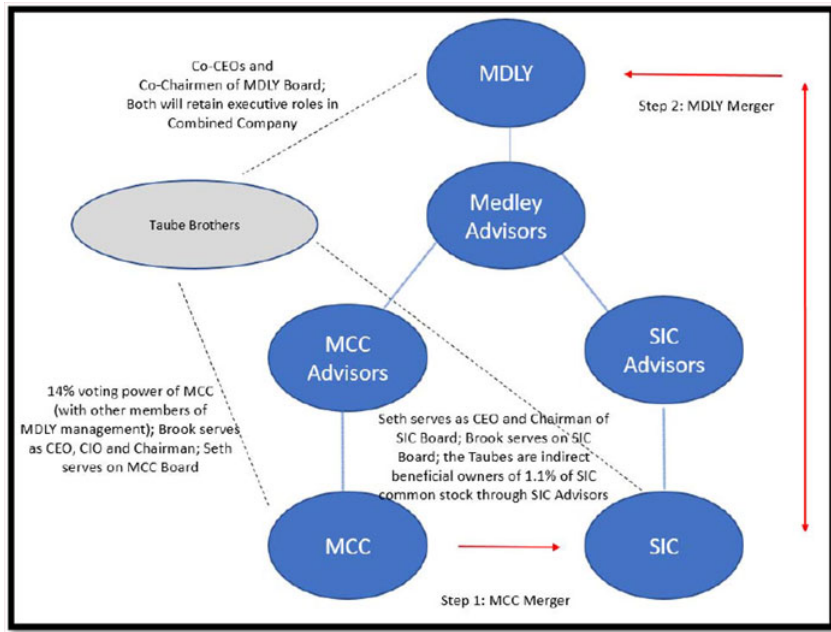 Co-CEOs and
Co-Chairmen of MDLY Board;
Both will retain executive roles in
Combined Company
MDLY
Step 2: MDLY Merger
Medley
Advisors
Taube Brothers
MCC
Advisors
SIC
Advisors
14% voting power of MCC
(with other members of
MDLY management); Brook serves
as CEO, CIO and Chairman; Seth
serves on MCC Board
Seth serves as CEO and Chairman of
SIC Board; Brook serves on SIC
Board; the Taubes are indirect
beneficial owners of 1.1% of SIC
common stock through SIC Advisors
MCC
SIC
Step 1: MCC Merger